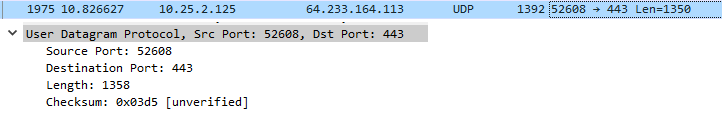 1975 10.826627 10.25.2.125 64.233.164.113 UDP 1392 52608 → 443 Len=1350
User Datagram Protocol, Src Port: 52608, Dst Port: 443
Source Port: 52608
Destination Port: 443
Length: 1358
Checksum: 0x03d5 [unverified]